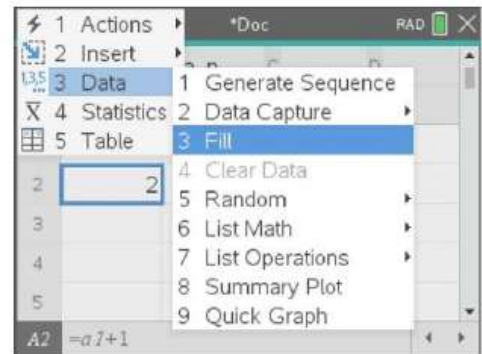 *Doc RAD
1 Actions
2 Insert
3 Data
4 Statistics
5 Table
1 Generate Sequence
2 Data Capture
3 Fill
4 Clear Data
5 Random
6 List Math
7 List Operations
8 Summary Plot
9 Quick Graph
2 2
3
4
5
A2 =a1+1